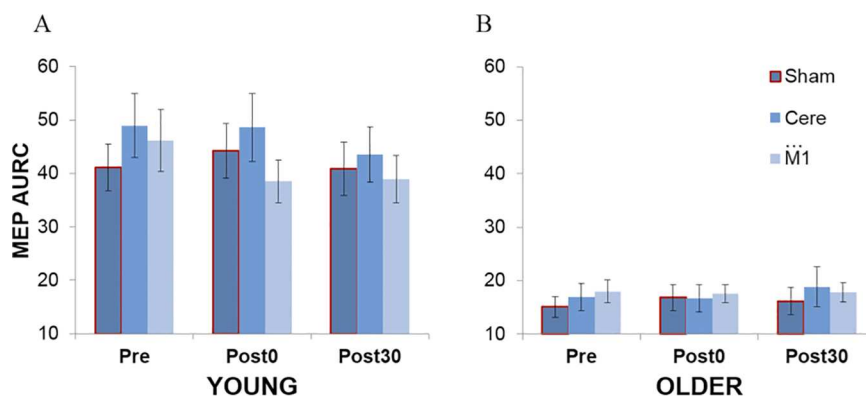 A
MEP AURC
60
50
40
30
20
10
Pre Post0 Post30
YOUNG
B
60
50
40
30
20
10
Sham
Cere
...
M1
Pre Post0 Post30
OLDER